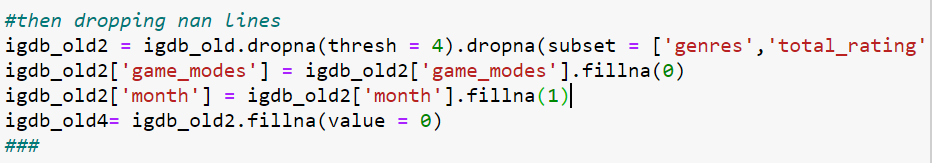 #then dropping nan lines
igdb_old2 = igdb_old.dropna(thresh = 4).dropna(subset = ['genres','total_rating'
igdb_old2['game_modes'] = igdb_old2['game_modes'].fillna(0)
igdb_old2['month'] = igdb_old2['month'].fillna(1)
igdb_old4= igdb_old2.fillna(value = 0)
###